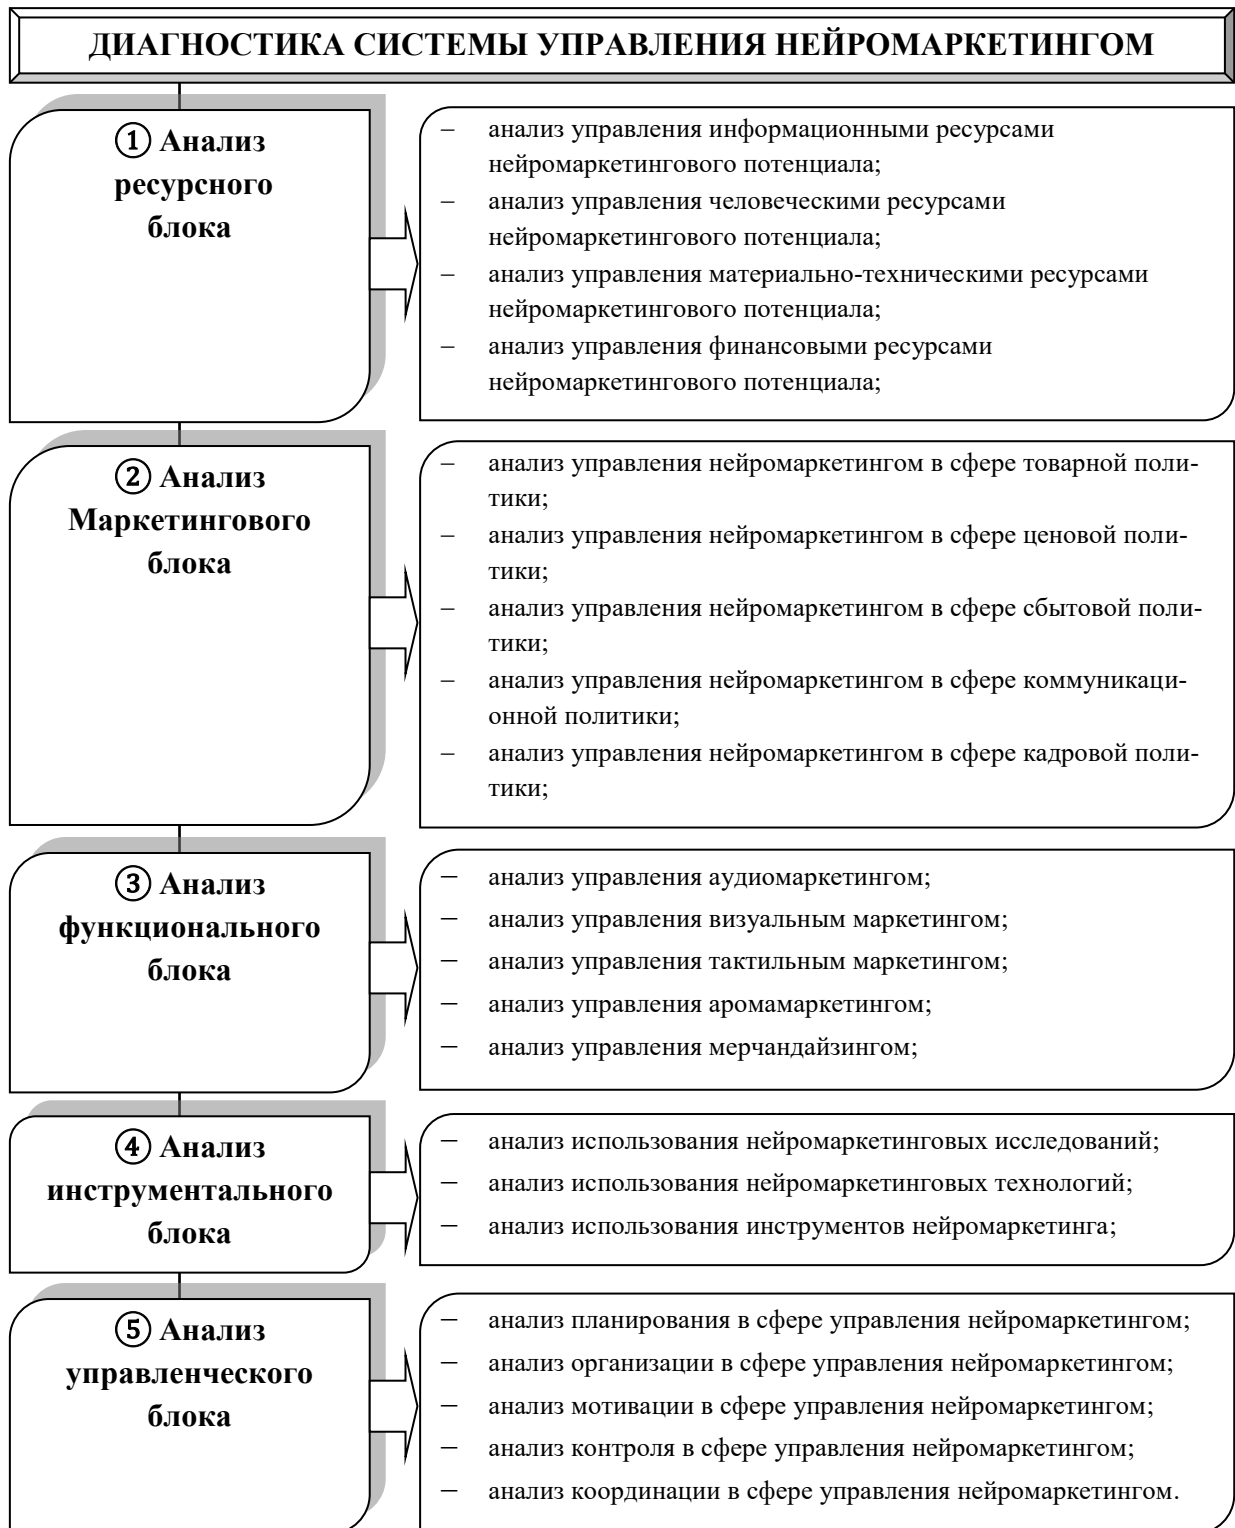 ДИАГНОСТИКА СИСТЕМЫ УПРАВЛЕНИЯ НЕЙРОМАРКЕТИНГОМ
① Анализ
ресурсного
блока
– анализ управления информационными ресурсами
нейромаркетингового потенциала;
– анализ управления человеческими ресурсами
нейромаркетингового потенциала;
– анализ управления материально-техническими ресурсами
нейромаркетингового потенциала;
– анализ управления финансовыми ресурсами
нейромаркетингового потенциала;
② Анализ
Маркетингового
блока
– анализ управления нейромаркетингом в сфере товарной поли-
тики;
– анализ управления нейромаркетингом в сфере ценовой поли-
тики;
– анализ управления нейромаркетингом в сфере сбытовой поли-
тики;
– анализ управления нейромаркетингом в сфере коммуникаци-
онной политики;
– анализ управления нейромаркетингом в сфере кадровой поли-
тики;
③ Анализ
функционального
блока
– анализ управления аудиомаркетингом;
– анализ управления визуальным маркетингом;
– анализ управления тактильным маркетингом;
– анализ управления аромамаркетингом;
– анализ управления мерчандайзингом;
④ Анализ
инструментального
блока
– анализ использования нейромаркетинговых исследований;
– анализ использования нейромаркетинговых технологий;
– анализ использования инструментов нейромаркетинга;
⑤ Анализ
управленческого
блока
– анализ планирования в сфере управления нейромаркетингом;
– анализ организации в сфере управления нейромаркетингом;
– анализ мотивации в сфере управления нейромаркетингом;
– анализ контроля в сфере управления нейромаркетингом;
– анализ координации в сфере управления нейромаркетингом.